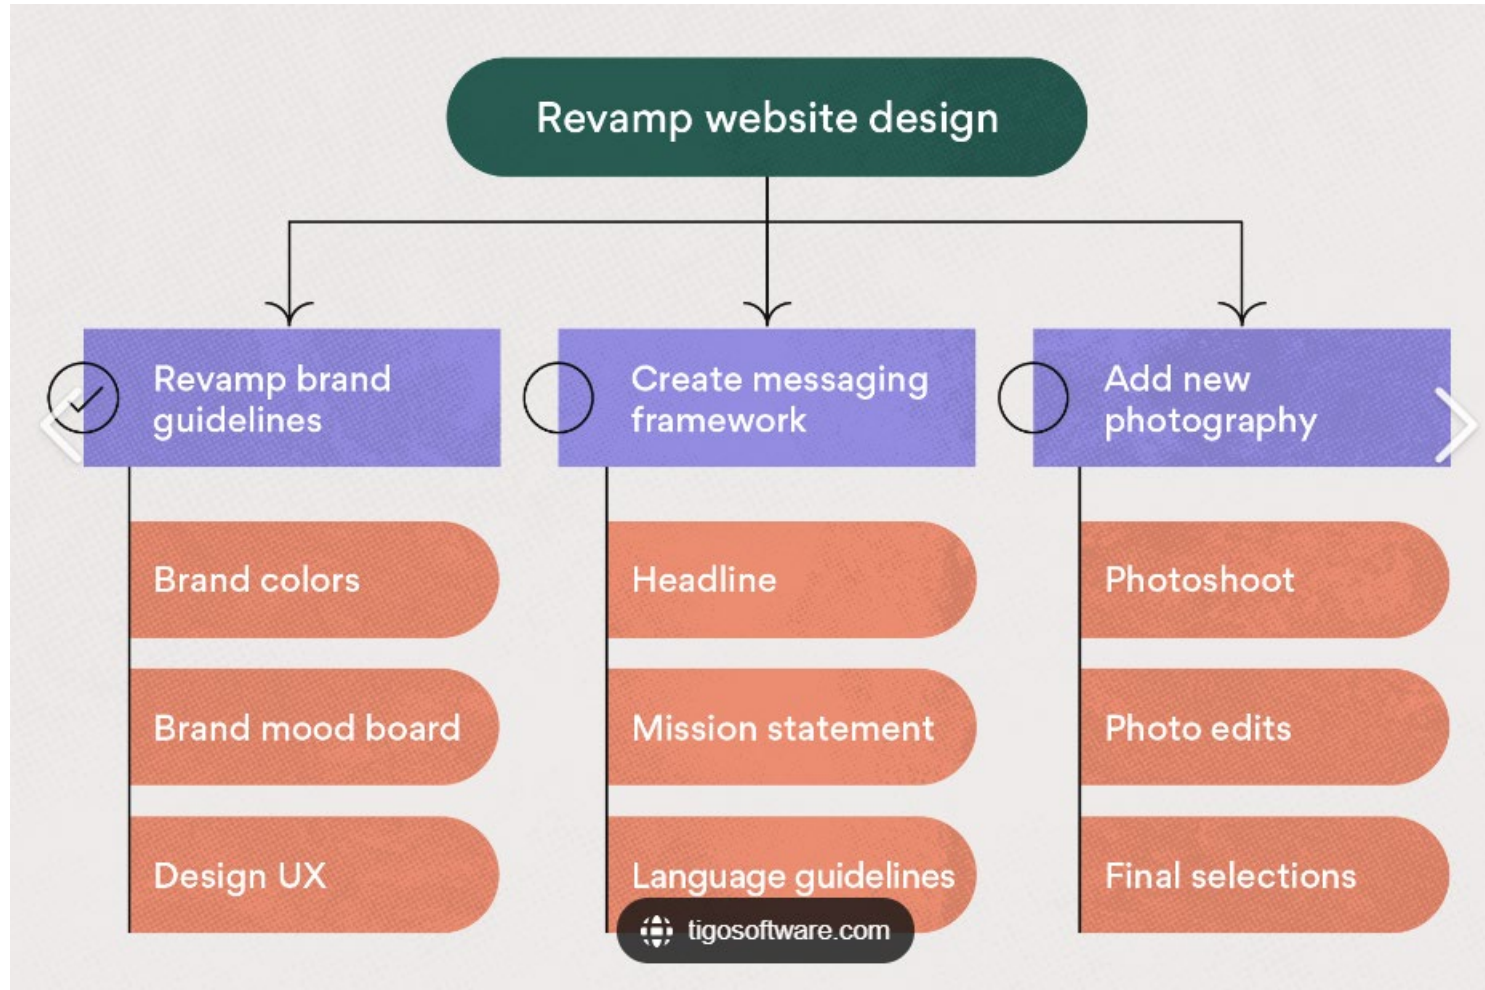 Revamp website design
Revamp brand
guidelines
Brand colors
Brand mood board
Design UX
Create messaging
framework
Headline
Mission statement
Language guidelines
Add new
photography
Photoshoot
Photo edits
Final selections
tigosoftware.com